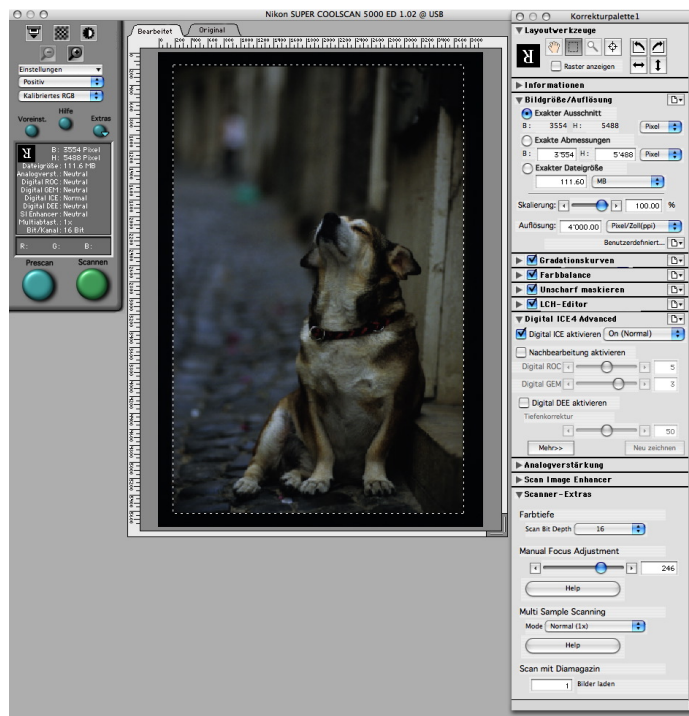 Nikon SUPER COOLSCAN 5000 ED 1.02 @ USB
Einstellungen
Positiv
Kalibriertes RGB
Voreinst.
Hilfe
Extras
B: 3554 Pixel
H: 5488 Pixel
Dateigröße: 111.6 MB
Analogverst.: Neutral
Digital ROC: Neutral
Digital GEM: Neutral
Digital ICE: Normal
Digital DEE: Neutral
SI Enhancer: Neutral
Multiabtast.: 1x
Bit/Kanal: 16 Bit
R: G: B:
Prescan
Scannen
Bearbeitet
Original
Korrekturpalette1
Layoutwerkzeuge
R
Raster anzeigen
Informationen
Bildgröße/Auflösung
Exakter Ausschnitt
B: 3554 H: 5488 Pixel
Exakte Abmessungen
B: 3'554 H: 5'488 Pixel
Exakter Dateigröße
111.60 MB
Skalierung: 100.00 %
Auflösung: 4'000.00 Pixel/Zoll(ppi)
Benutzerdefiniert...
Gradationskurven
Farbbalance
Unscharf maskieren
LCH-Editor
Digital ICE4 Advanced
Digital ICE aktivieren On (Normal)
Nachbearbeitung aktivieren
Digital ROC 5
Digital GEM 3
Digital DEE aktivieren
Tiefenkorrektur
50
Mehr>> Neu zeichnen
Analogverstärkung
Scan Image Enhancer
Scanner-Extras
Farbtiefe
Scan Bit Depth 16
Manual Focus Adjustment
246
Help
Multi Sample Scanning
Mode Normal (1x)
Help
Scan mit Diamagazin
1 Bilder laden